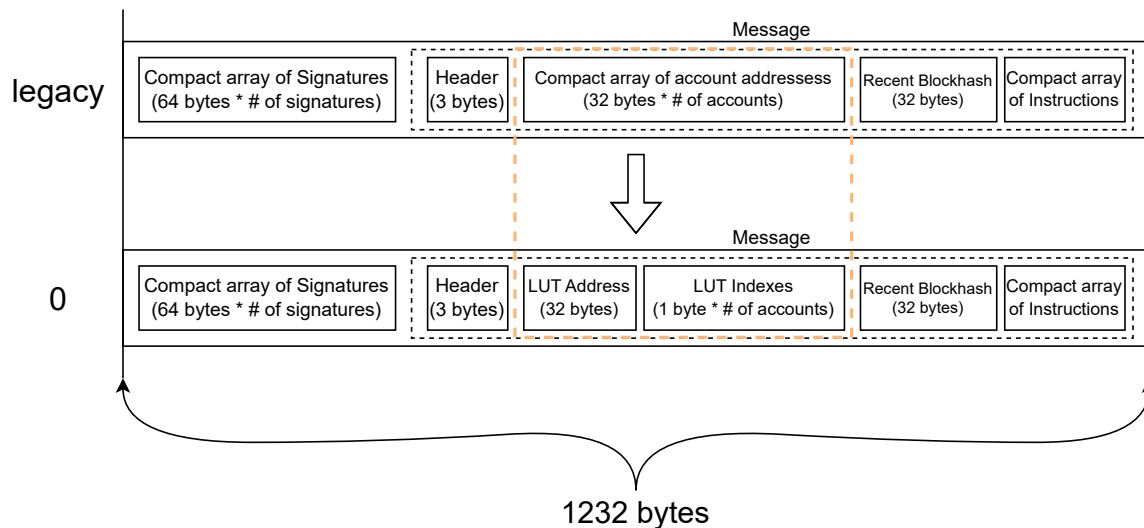 Message
legacy
Compact array of Signatures
(64 bytes * # of signatures)
Header
(3 bytes)
Compact array of account addressess
(32 bytes * # of accounts)
Recent Blockhash
(32 bytes)
Compact array
of Instructions
Message
0
Compact array of Signatures
(64 bytes * # of signatures)
Header
(3 bytes)
LUT Address
(32 bytes)
LUT Indexes
(1 byte * # of accounts)
Recent Blockhash
(32 bytes)
Compact array
of Instructions
1232 bytes